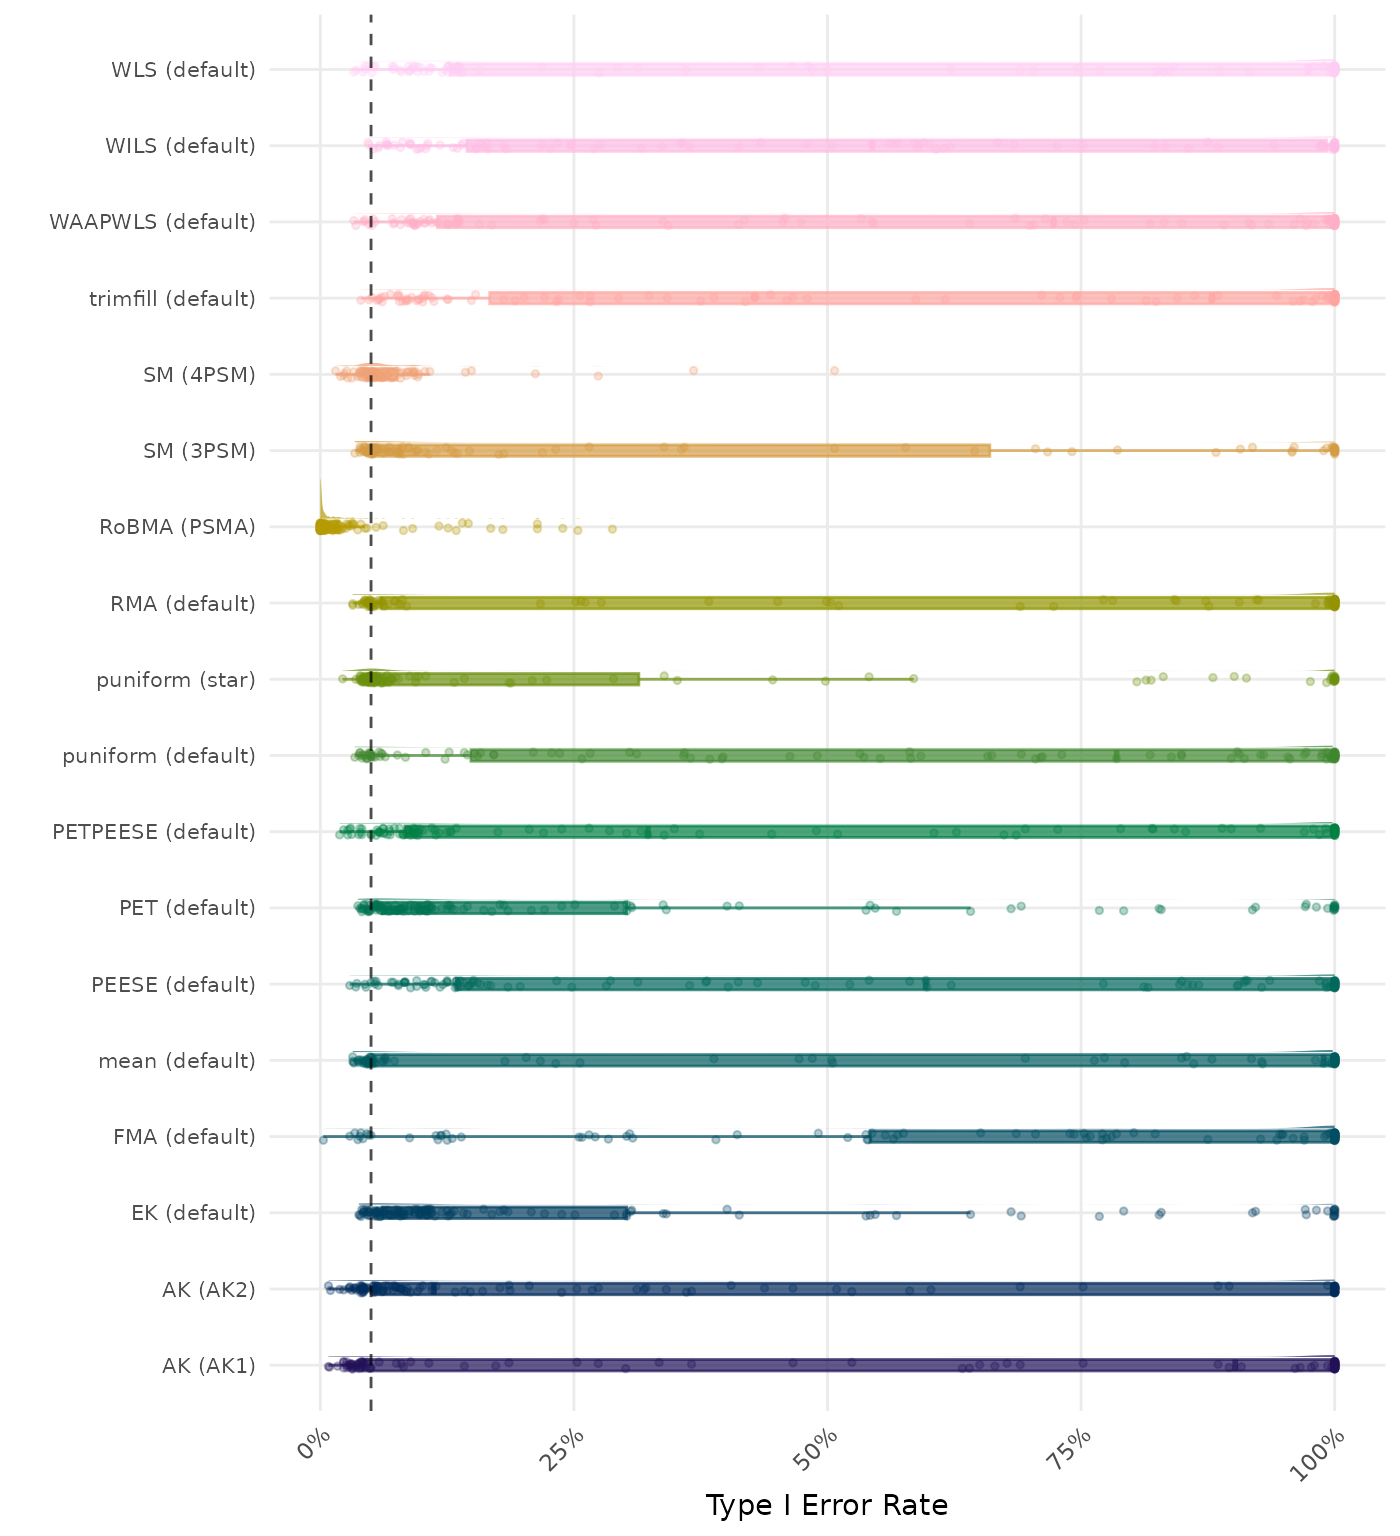 WLS (default)
WILS (default)
WAAPWLS (default)
trimfill (default)
SM (4PSM)
SM (3PSM)
RoBMA (PSMA)
RMA (default)
puniform (star)
puniform (default)
PETPEESE (default)
PET (default)
PEESE (default)
mean (default)
FMA (default)
EK (default)
AK (AK2)
AK (AK1)
0% 25% 50% 75% 100%
Type I Error Rate